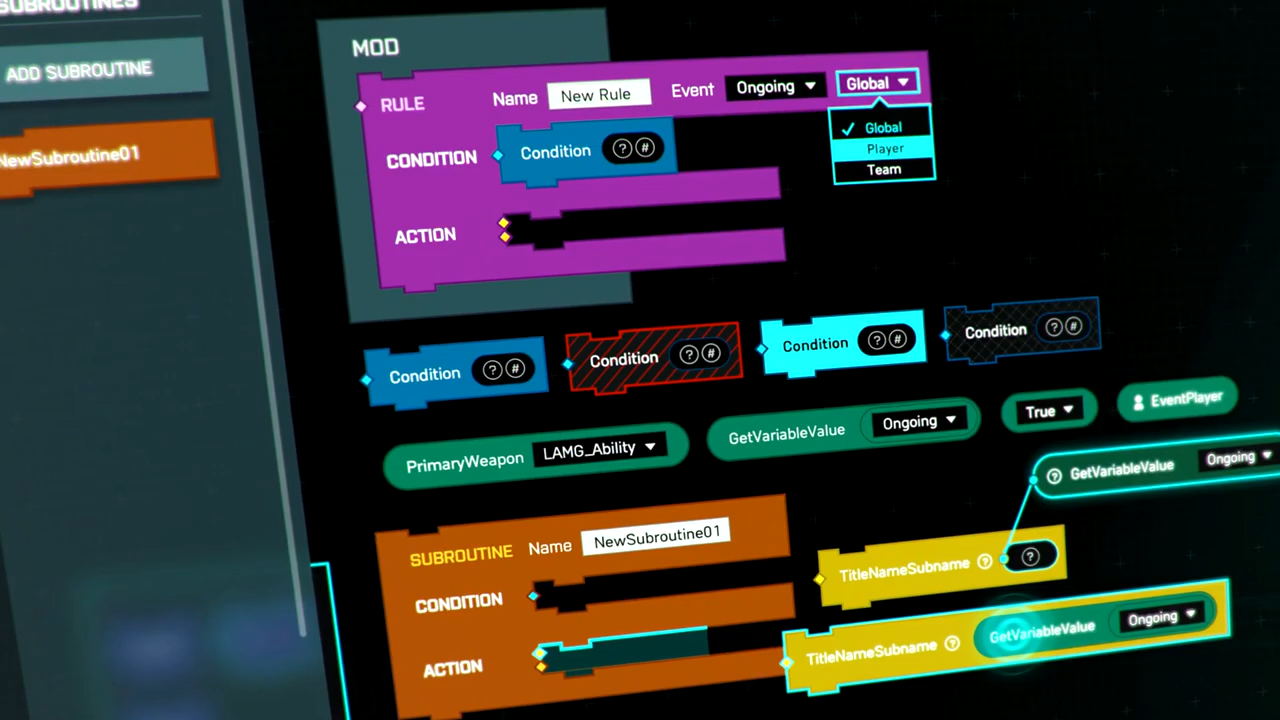 SUBROUTINES
ADD SUBROUTINE
NewSubroutine01
MOD
RULE Name New Rule Event Ongoing Global
Global
Player
Team
CONDITION Condition ? #
ACTION
Condition ? # Condition ? # Condition ? # Condition ? #
PrimaryWeapon LAMG_Ability GetVariableValue Ongoing True EventPlayer
? GetVariableValue Ongoing
SUBROUTINE Name NewSubroutine01
TitleNameSubname ? ?
CONDITION
ACTION
TitleNameSubname ? GetVariableValue Ongoing